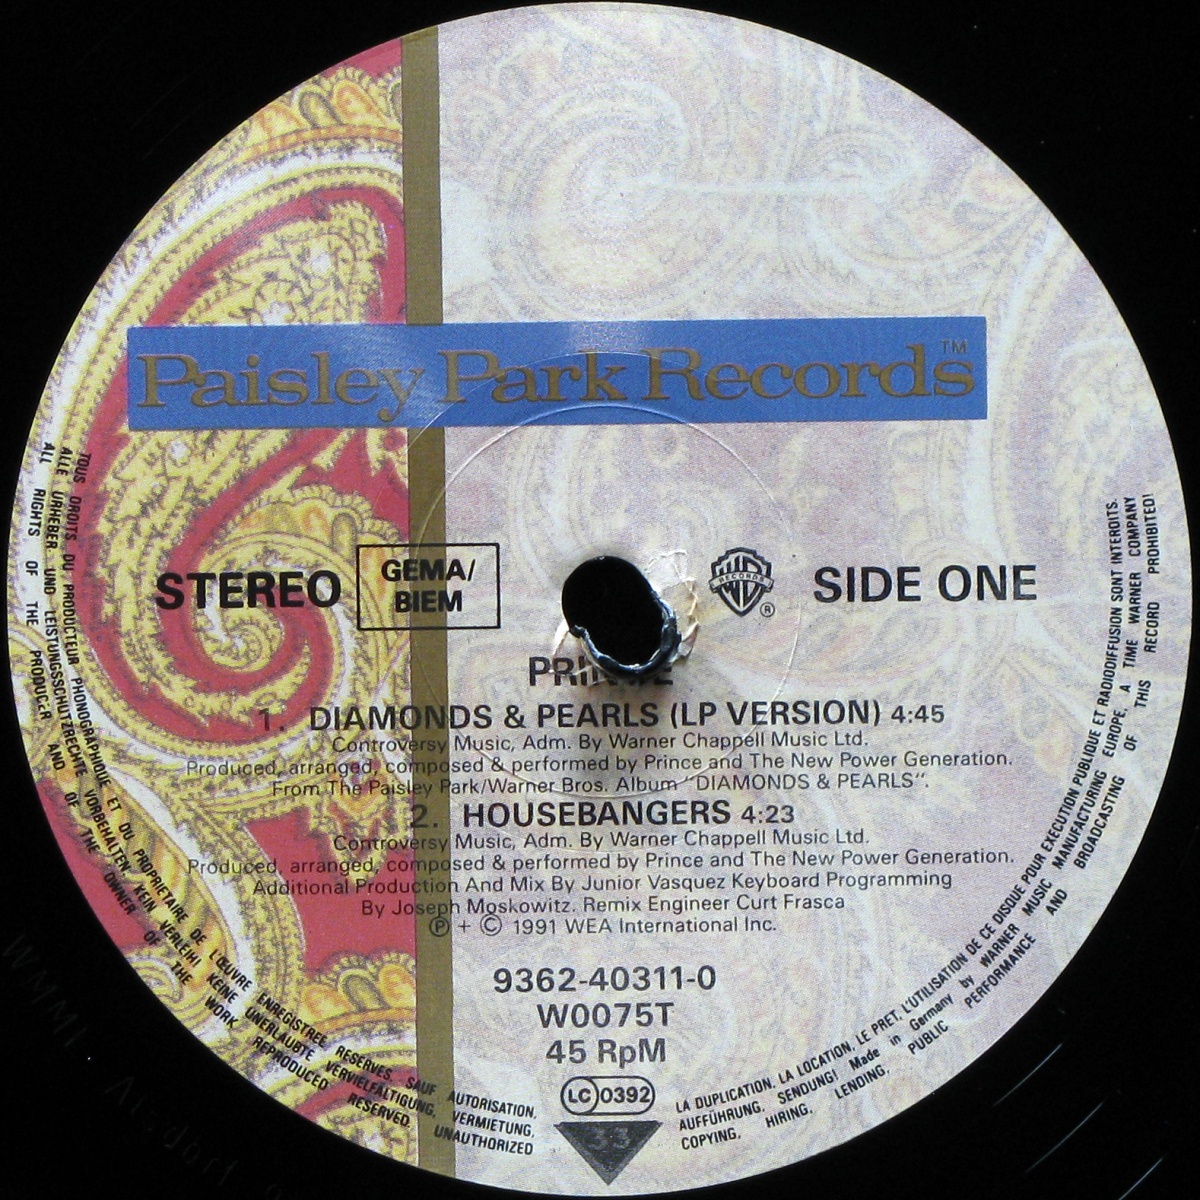 Paisley Park Records™
STEREO
GEMA/
BIEM
RECORDS
®
SIDE ONE
PRINCE
1. DIAMONDS & PEARLS (LP VERSION) 4:45
Controversy Music, Adm. By Warner Chappell Music Ltd.
Produced, arranged, composed & performed by Prince and The New Power Generation.
From The Paisley Park/Warner Bros. Album "DIAMONDS & PEARLS".
2. HOUSEBANGERS 4:23
Controversy Music, Adm. By Warner Chappell Music Ltd.
Produced, arranged, composed & performed by Prince and The New Power Generation.
Additional Production And Mix By Junior Vasquez Keyboard Programming
By Joseph Moskowitz. Remix Engineer Curt Frasca
℗ + © 1991 WEA International Inc.
9362-40311-0
W0075T
45 RpM
LC 0392
33
TOUS DROITS DU PRODUCTEUR PHONOGRAPHIQUE ET DU PROPRIETAIRE DE L'ŒUVRE ENREGISTREE RESERVES. SAUF AUTORISATION, LA DUPLICATION, LA LOCATION, LE PRET, L'UTILISATION DE CE DISQUE POUR EXECUTION PUBLIQUE ET RADIODIFFUSION SONT INTERDITS.
ALLE URHEBER- UND LEISTUNGSSCHUTZRECHTE VORBEHALTEN KEIN VERLEIH! KEINE UNERLAUBTE VERVIELFÄLTIGUNG, VERMIETUNG, AUFFÜHRUNG, SENDUNG! Made in Germany by WARNER MUSIC MANUFACTURING EUROPE, A TIME WARNER COMPANY
ALL RIGHTS OF THE PRODUCER AND OF THE OWNER OF THE WORK REPRODUCED RESERVED. UNAUTHORIZED COPYING, HIRING, LENDING, PUBLIC PERFORMANCE AND BROADCASTING OF THIS RECORD PROHIBITED!